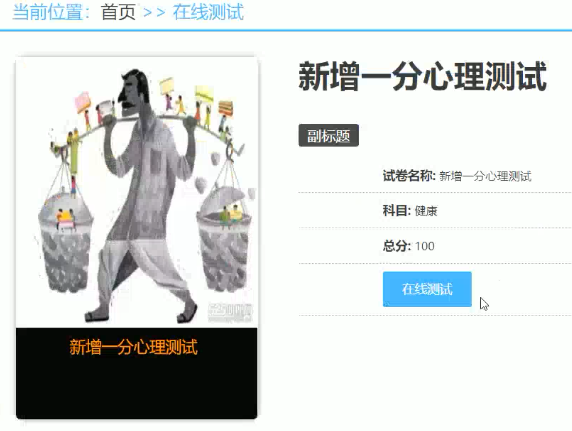 当前位置：首页 >> 在线测试
新增一分心理测试
副标题
试卷名称: 新增一分心理测试
科目: 健康
总分: 100
在线测试
新增一分心理测试